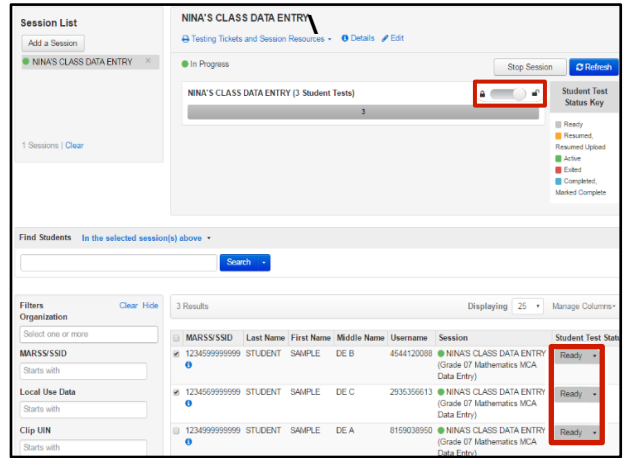 Session List
Add a Session
NINA'S CLASS DATA ENTRY ×
1 Sessions | Clear
NINA'S CLASS DATA ENTRY
Testing Tickets and Session Resources Details Edit
In Progress
Stop Session Refresh
NINA'S CLASS DATA ENTRY (3 Student Tests)
3
Student Test
Status Key
Ready
Resumed,
Resumed Upload
Active
Exited
Completed,
Marked Complete
Find Students In the selected session(s) above
Search
Filters Clear Hide
Organization
Select one or more
MARSS/SSID
Starts with
Local Use Data
Starts with
Clip UIN
Starts with
3 Results Displaying 25 Manage Columns
MARSS/SSID Last Name First Name Middle Name Username Session Student Test Statu
1234599999999 STUDENT SAMPLE DE B 4544120088 NINA'S CLASS DATA ENTRY Ready
(Grade 07 Mathematics MCA
Data Entry)
1234569999999 STUDENT SAMPLE DE C 2935356613 NINA'S CLASS DATA ENTRY Ready
(Grade 07 Mathematics MCA
Data Entry)
1234999999999 STUDENT SAMPLE DE A 8159038950 NINA'S CLASS DATA ENTRY Ready
(Grade 07 Mathematics MCA
Data Entry)